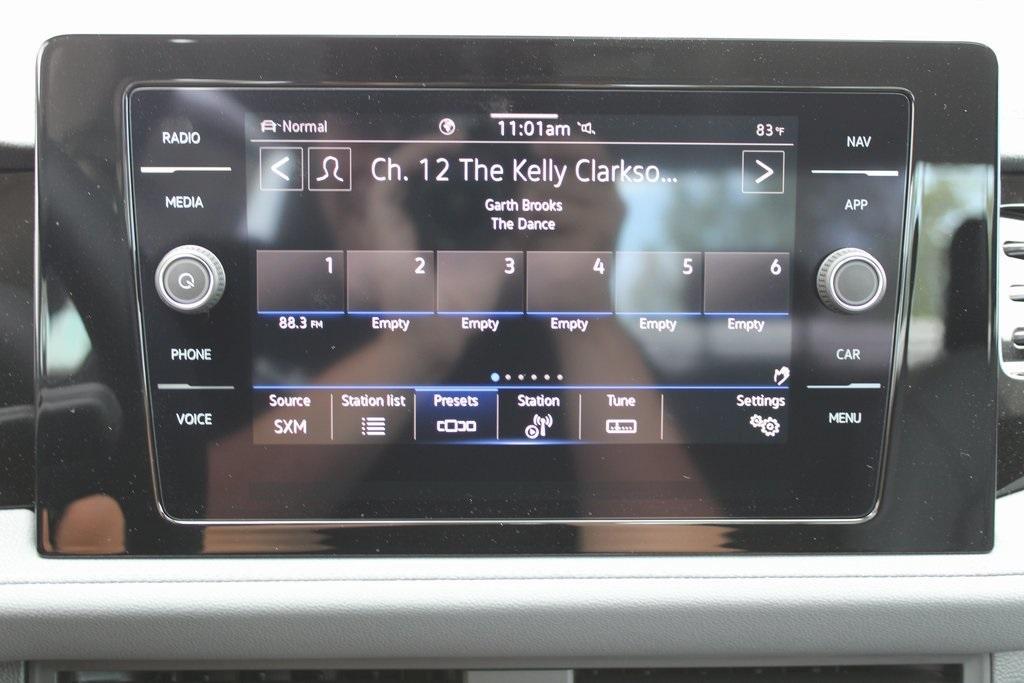 RADIO
MEDIA
PHONE
VOICE
Normal
11:01am
83°F
< Ch. 12 The Kelly Clarkso... >
Garth Brooks
The Dance
1 2 3 4 5 6
88.3 FM Empty Empty Empty Empty Empty
Source Station list Presets Station Tune Settings
SXM
NAV
APP
CAR
MENU